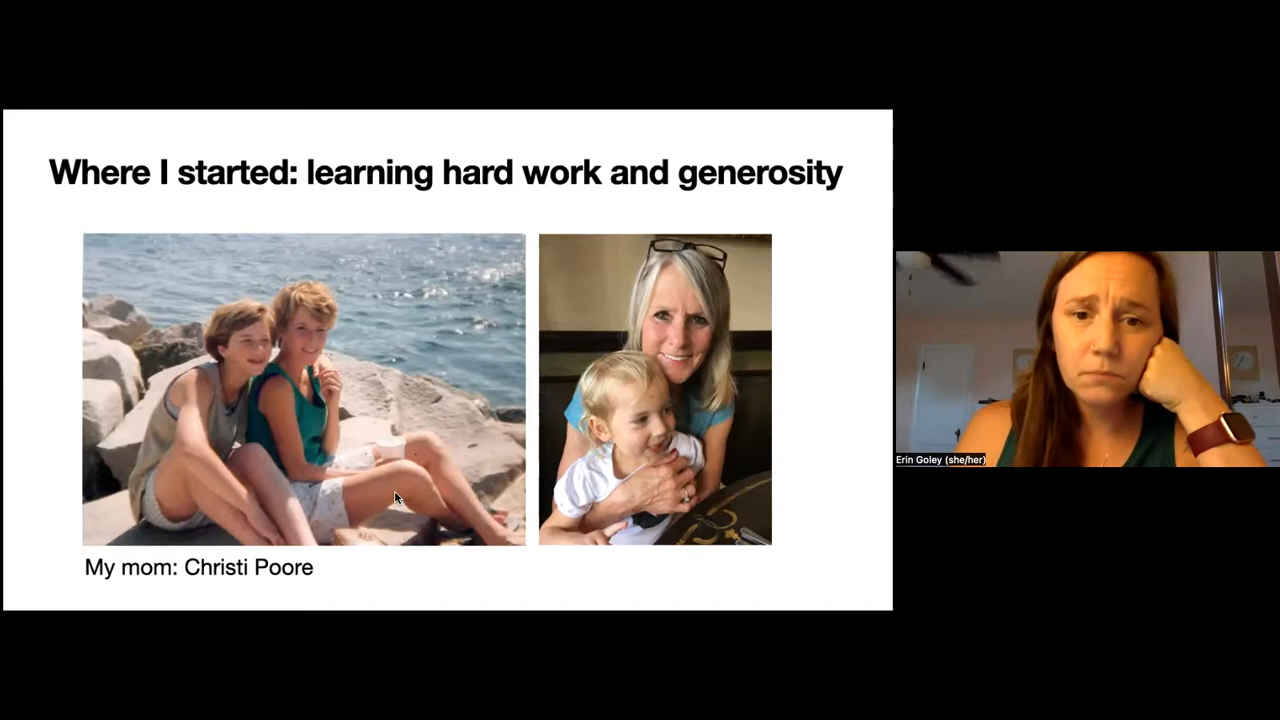 Where I started: learning hard work and generosity
My mom: Christi Poore
Erin Goley (she/her)